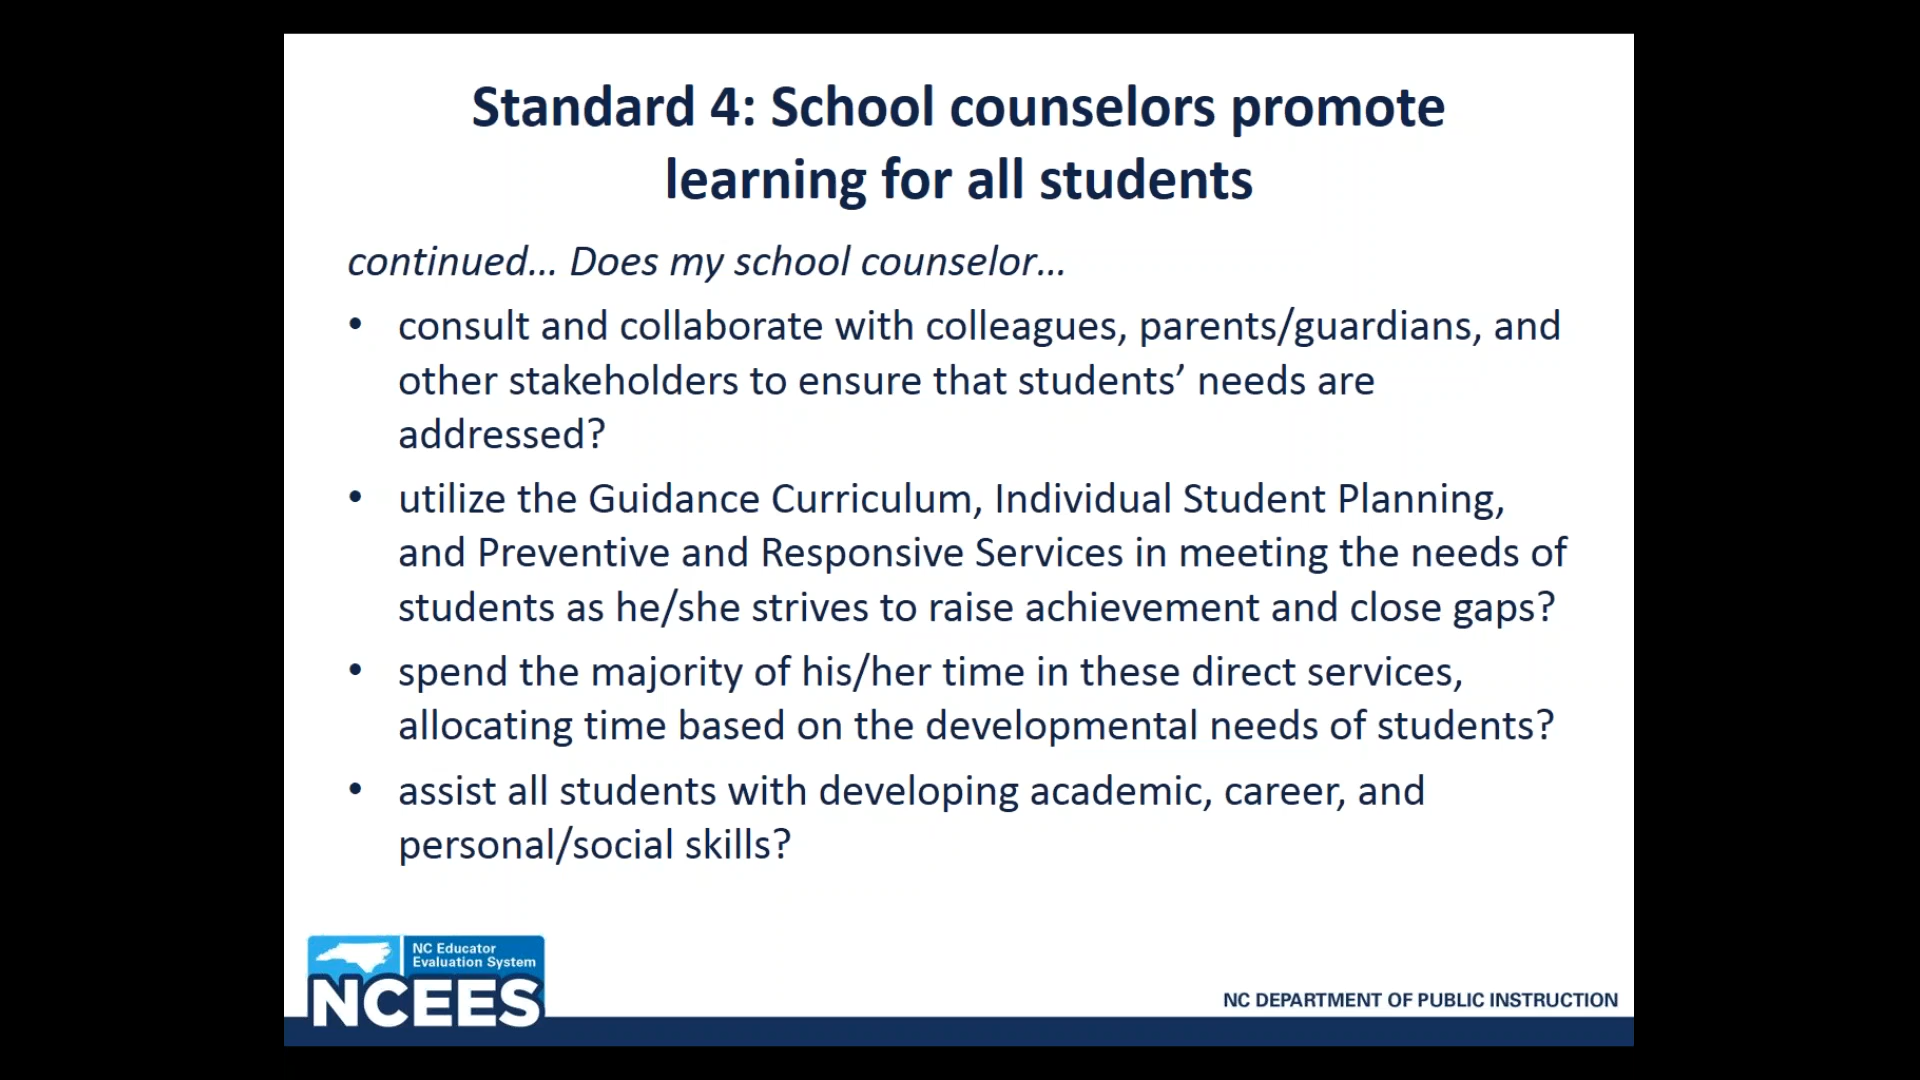 Standard 4: School counselors promote
learning for all students
continued... Does my school counselor...
• consult and collaborate with colleagues, parents/guardians, and
other stakeholders to ensure that students’ needs are
addressed?
• utilize the Guidance Curriculum, Individual Student Planning,
and Preventive and Responsive Services in meeting the needs of
students as he/she strives to raise achievement and close gaps?
• spend the majority of his/her time in these direct services,
allocating time based on the developmental needs of students?
• assist all students with developing academic, career, and
personal/social skills?
NC Educator
Evaluation System
NCEES
NC DEPARTMENT OF PUBLIC INSTRUCTION